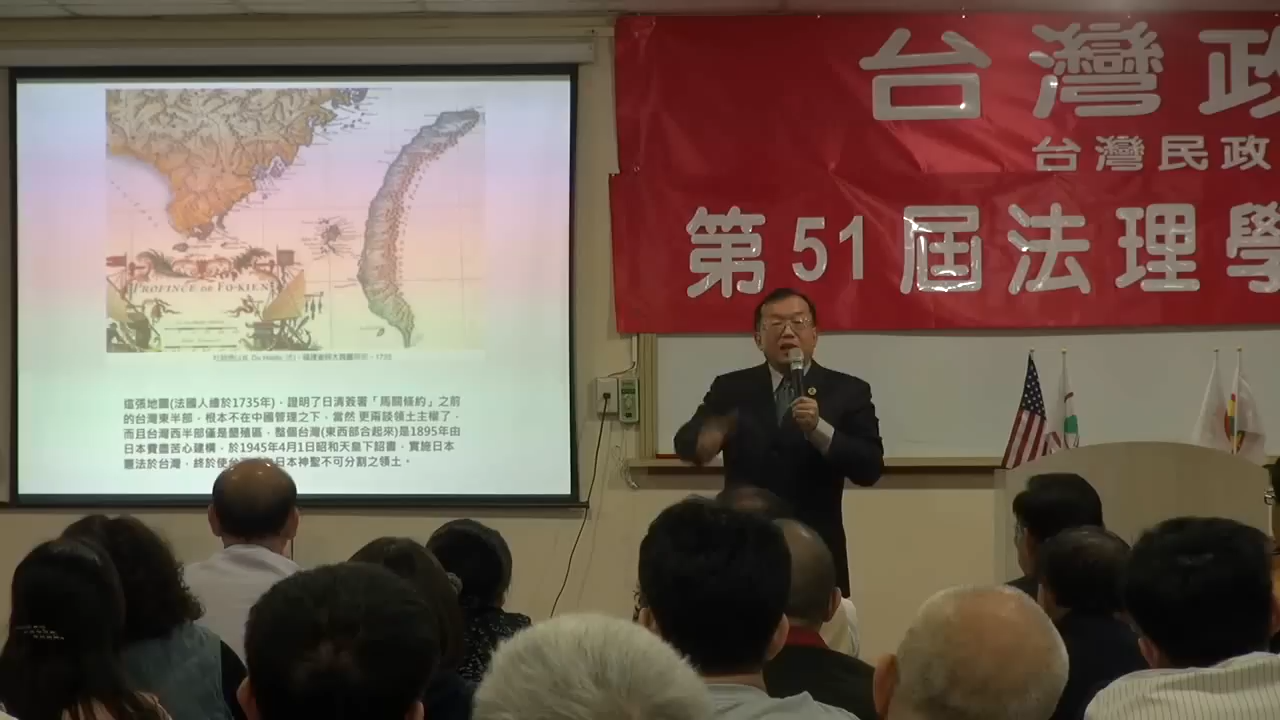 台灣政
台灣民政
第51屆法理學
PROVINCE DE FO-KIEN
這張地圖(法國人繪於1735年)，證明了日清簽署「馬關條約」之前
的台灣東半部，根本不在中國管理之下，當然 更甭談領土主權了，
而且台灣西半部僅是墾殖區，整個台灣(東西部合起來)是1895年由
日本費盡苦心建構，於1945年4月1日昭和天皇下詔書，實施日本
憲法於台灣，終於使台 日本神聖不可分割之領土。